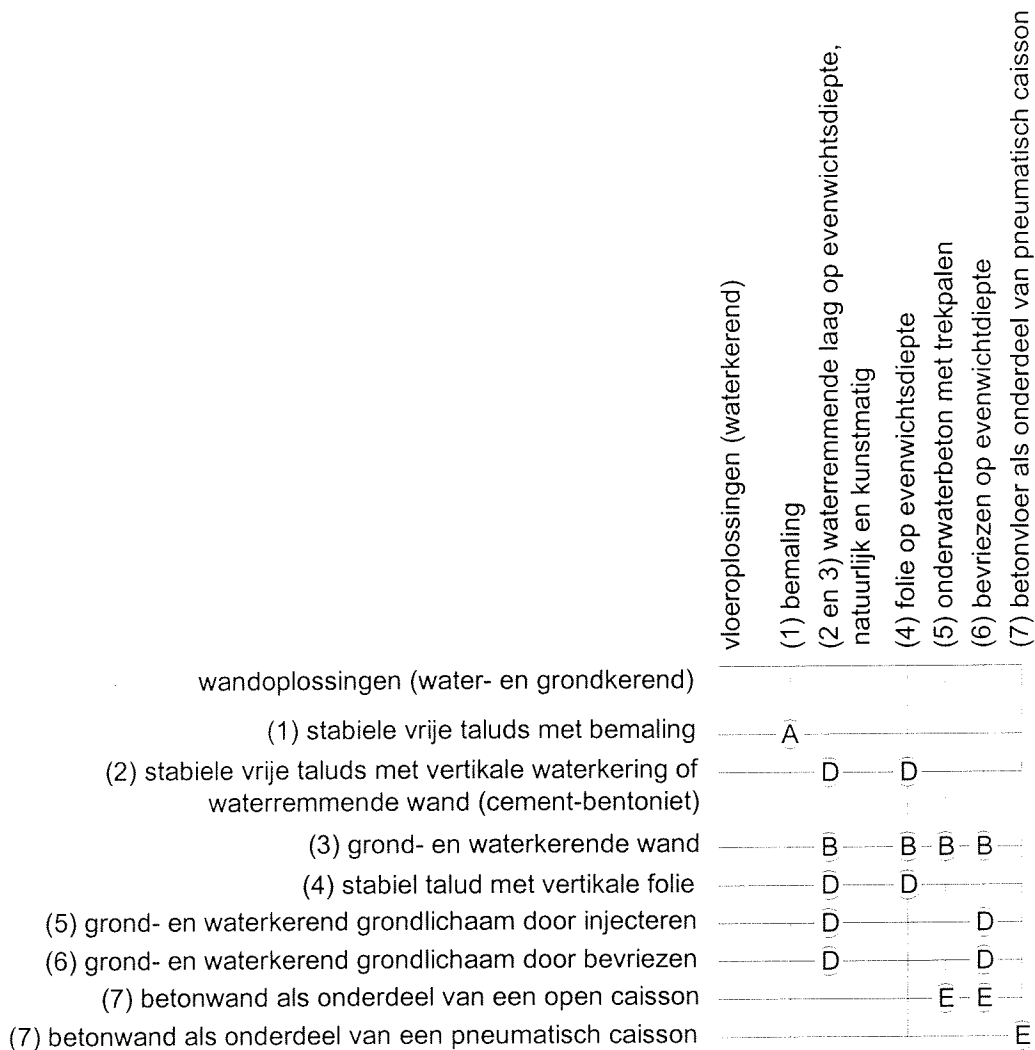 vloeroplossingen (waterkerend)
(1) bemaling
(2 en 3) waterremmende laag op evenwichtsdiepte,
natuurlijk en kunstmatig
(4) folie op evenwichtsdiepte
(5) onderwaterbeton met trekpalen
(6) bevriezen op evenwichtdiepte
(7) betonvloer als onderdeel van pneumatisch caisson
wandoplossingen (water- en grondkerend)
(1) stabiele vrije taluds met bemaling A
(2) stabiele vrije taluds met vertikale waterkering of D D
waterremmende wand (cement-bentoniet)
(3) grond- en waterkerende wand B B B B
(4) stabiel talud met vertikale folie D D
(5) grond- en waterkerend grondlichaam door injecteren D D
(6) grond- en waterkerend grondlichaam door bevriezen D D
(7) betonwand als onderdeel van een open caisson E E
(7) betonwand als onderdeel van een pneumatisch caisson E